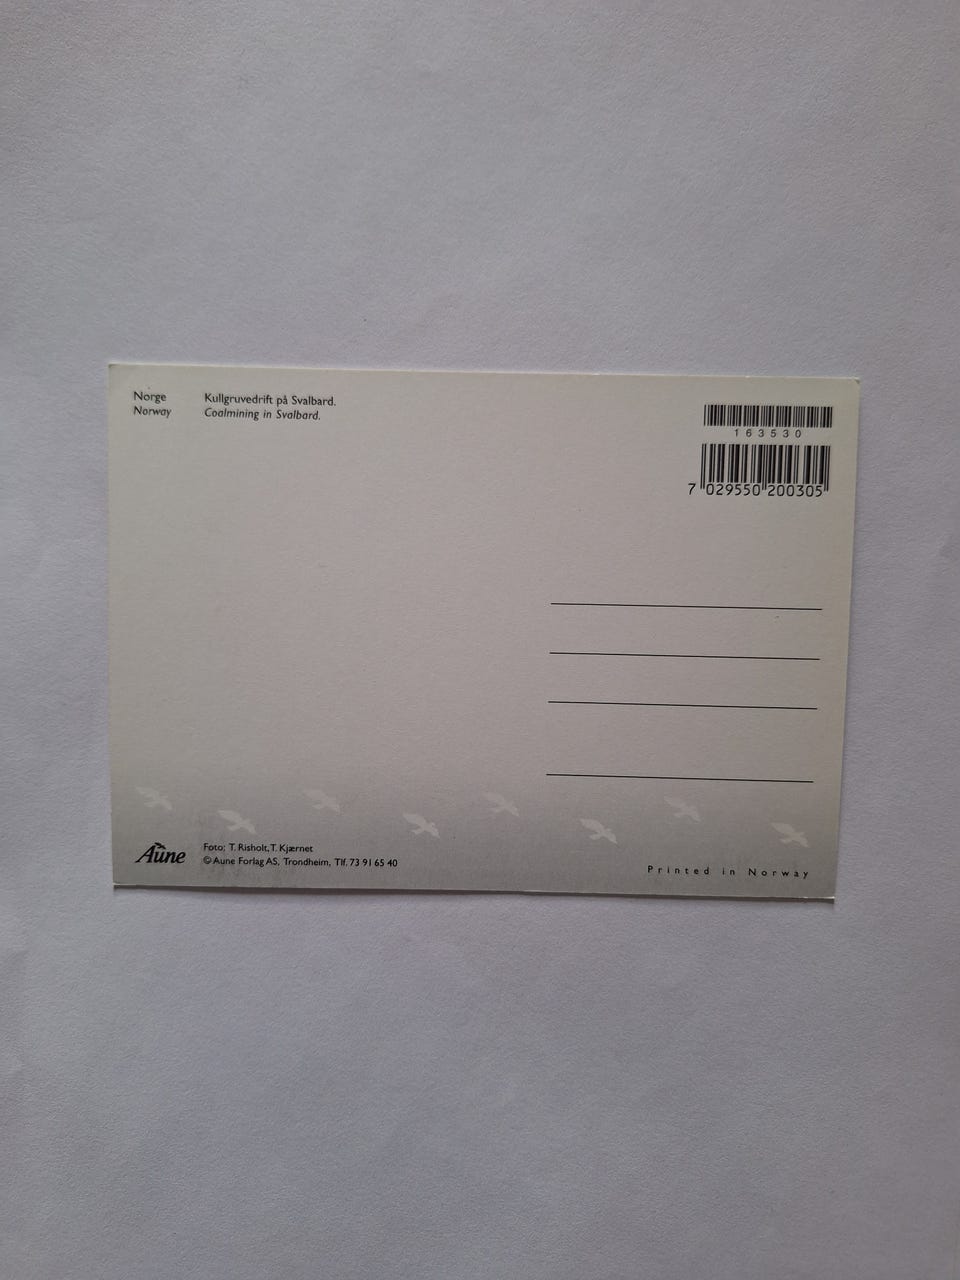 Norge
Norway
Kullgruvedrift på Svalbard.
Coalmining in Svalbard.
163530
7 029550 200305
Aune
Foto: T. Risholt, T. Kjærnet
© Aune Forlag AS, Trondheim, Tlf. 73 91 65 40
Printed in Norway